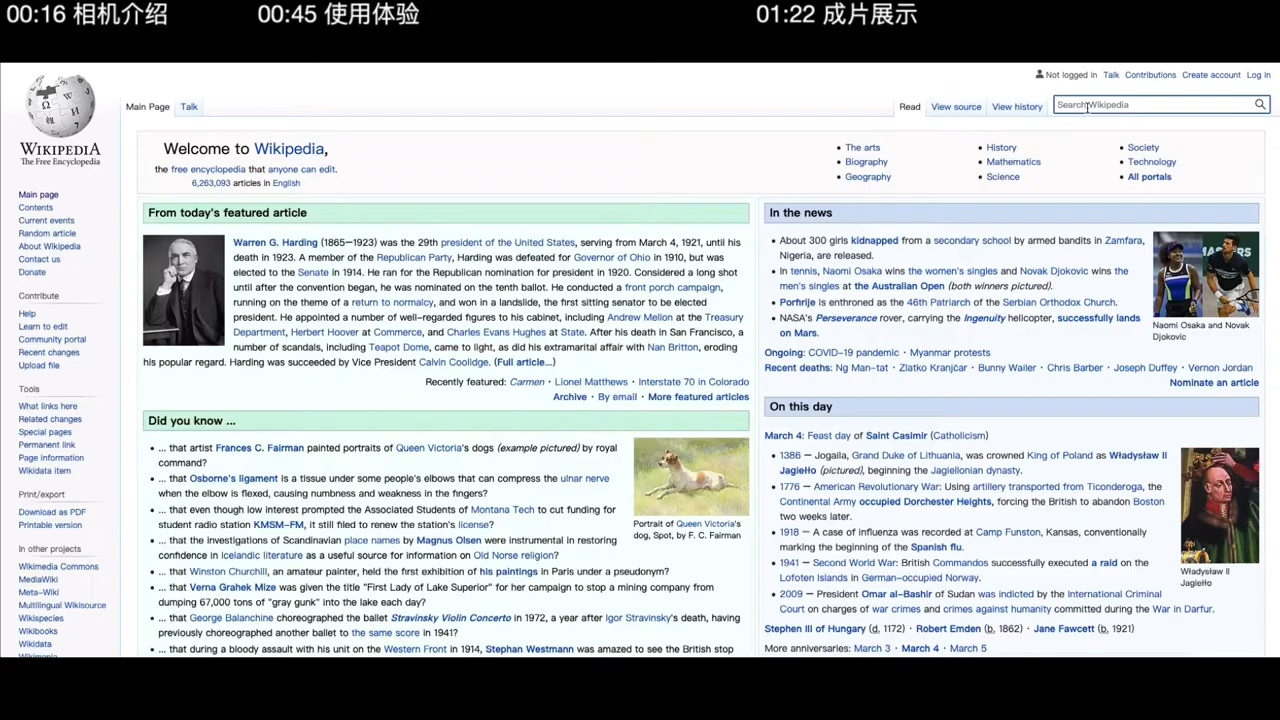 00:16 相机介绍
00:45 使用体验
01:22 成片展示
Not logged in Talk Contributions Create account Log in
Main Page Talk
Read View source View history
Search Wikipedia
WIKIPEDIA
The Free Encyclopedia
Main page
Contents
Current events
Random article
About Wikipedia
Contact us
Donate
Contribute
Help
Learn to edit
Community portal
Recent changes
Upload file
Tools
What links here
Related changes
Special pages
Permanent link
Page information
Wikidata item
Print/export
Download as PDF
Printable version
In other projects
Wikimedia Commons
MediaWiki
Meta-Wiki
Multilingual Wikisource
Wikispecies
Wikibooks
Wikidata
Welcome to Wikipedia,
the free encyclopedia that anyone can edit.
6,263,093 articles in English
• The arts
• Biography
• Geography
• History
• Mathematics
• Science
• Society
• Technology
• All portals
From today's featured article
Warren G. Harding (1865–1923) was the 29th president of the United States, serving from March 4, 1921, until his
death in 1923. A member of the Republican Party, Harding was defeated for Governor of Ohio in 1910, but was
elected to the Senate in 1914. He ran for the Republican nomination for president in 1920. Considered a long shot
until after the convention began, he was nominated on the tenth ballot. He conducted a front porch campaign,
running on the theme of a return to normalcy, and won in a landslide, the first sitting senator to be elected
president. He appointed a number of well-regarded figures to his cabinet, including Andrew Mellon at the Treasury
Department, Herbert Hoover at Commerce, and Charles Evans Hughes at State. After his death in San Francisco, a
number of scandals, including Teapot Dome, came to light, as did his extramarital affair with Nan Britton, eroding
his popular regard. Harding was succeeded by Vice President Calvin Coolidge. (Full article...)
Recently featured: Carmen · Lionel Matthews · Interstate 70 in Colorado
Archive · By email · More featured articles
Did you know ...
• ... that artist Frances C. Fairman painted portraits of Queen Victoria's dogs (example pictured) by royal
command?
• ... that Osborne's ligament is a tissue under some people's elbows that can compress the ulnar nerve
when the elbow is flexed, causing numbness and weakness in the fingers?
• ... that even though low interest prompted the Associated Students of Montana Tech to cut funding for
student radio station KMSM–FM, it still filed to renew the station's license?
• ... that the investigations of Scandinavian place names by Magnus Olsen were instrumental in restoring
confidence in Icelandic literature as a useful source for information on Old Norse religion?
• ... that Winston Churchill, an amateur painter, held the first exhibition of his paintings in Paris under a pseudonym?
• ... that Verna Grahek Mize was given the title "First Lady of Lake Superior" for her campaign to stop a mining company from
dumping 67,000 tons of "gray gunk" into the lake each day?
• ... that George Balanchine choreographed the ballet Stravinsky Violin Concerto in 1972, a year after Igor Stravinsky's death, having
previously choreographed another ballet to the same score in 1941?
• ... that during a bloody assault with his unit on the Western Front in 1914, Stephan Westmann was amazed to see the British stop
Portrait of Queen Victoria's
dog, Spot, by F. C. Fairman
In the news
• About 300 girls kidnapped from a secondary school by armed bandits in Zamfara,
Nigeria, are released.
• In tennis, Naomi Osaka wins the women's singles and Novak Djokovic wins the
men's singles at the Australian Open (both winners pictured).
• Porfirije is enthroned as the 46th Patriarch of the Serbian Orthodox Church.
• NASA's Perseverance rover, carrying the Ingenuity helicopter, successfully lands
on Mars.
MASTERS
Naomi Osaka and Novak
Djokovic
Ongoing: COVID-19 pandemic · Myanmar protests
Recent deaths: Ng Man-tat · Zlatko Kranjčar · Bunny Wailer · Chris Barber · Joseph Duffey · Vernon Jordan
Nominate an article
On this day
March 4: Feast day of Saint Casimir (Catholicism)
• 1386 – Jogaila, Grand Duke of Lithuania, was crowned King of Poland as Władysław II
Jagiełło (pictured), beginning the Jagiellonian dynasty.
• 1776 – American Revolutionary War: Using artillery transported from Ticonderoga, the
Continental Army occupied Dorchester Heights, forcing the British to abandon Boston
two weeks later.
• 1918 – A case of influenza was recorded at Camp Funston, Kansas, conventionally
marking the beginning of the Spanish flu.
• 1941 – Second World War: British Commandos successfully executed a raid on the
Lofoten Islands in German-occupied Norway.
• 2009 – President Omar al-Bashir of Sudan was indicted by the International Criminal
Court on charges of war crimes and crimes against humanity committed during the War in Darfur.
Władysław II
Jagiełło
Stephen III of Hungary (d. 1172) · Robert Emden (b. 1862) · Jane Fawcett (b. 1921)
More anniversaries: March 3 · March 4 · March 5